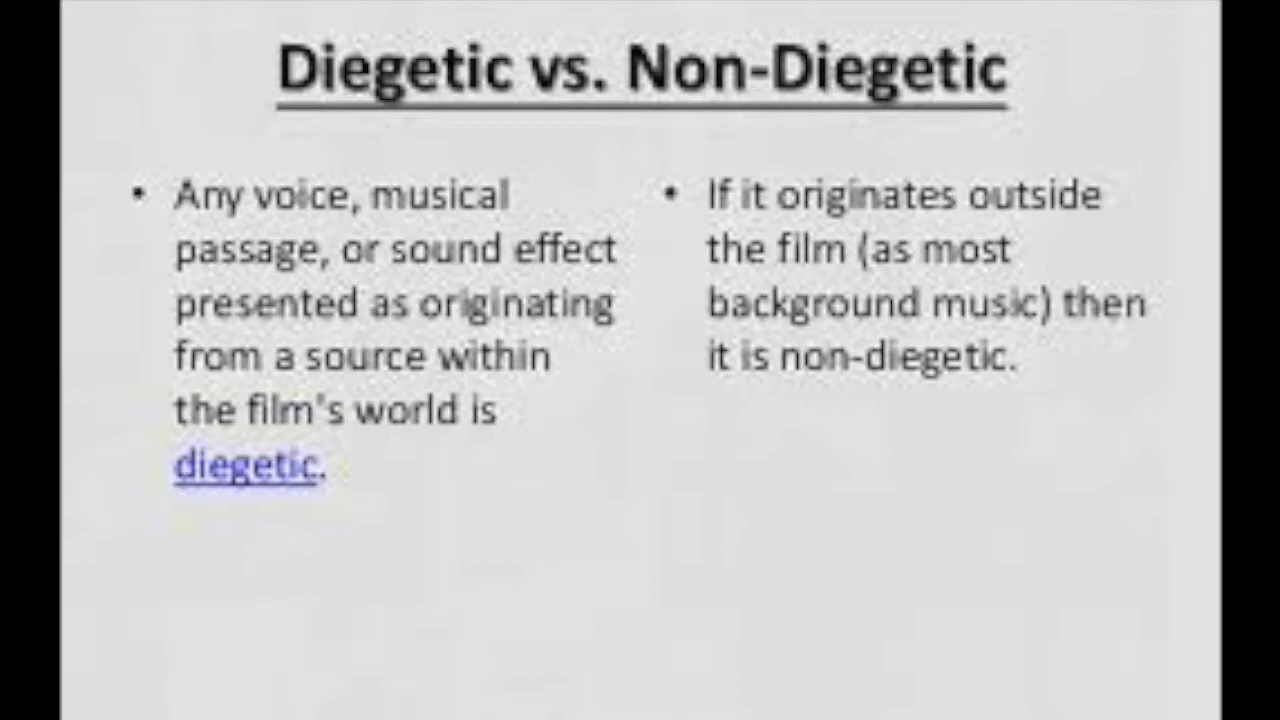 Diegetic vs. Non-Diegetic
• Any voice, musical
passage, or sound effect
presented as originating
from a source within
the film's world is
diegetic.
• If it originates outside
the film (as most
background music) then
it is non-diegetic.